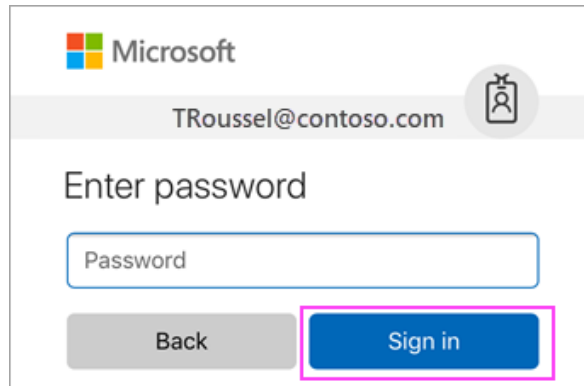 Microsoft
TRoussel@contoso.com
Enter password
Password
Back Sign in